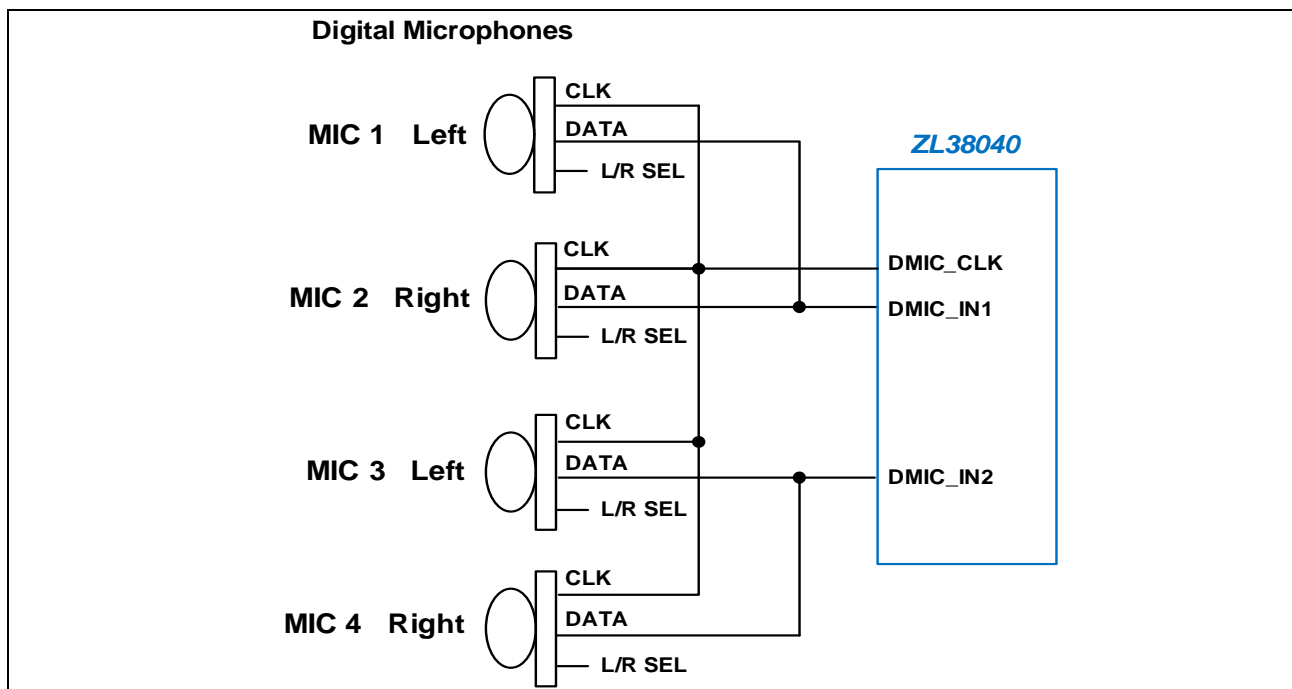 Digital Microphones
CLK
MIC 1 Left
DATA
L/R SEL
ZL38040
CLK
DMIC_CLK
MIC 2 Right
DATA
DMIC_IN1
L/R SEL
CLK
MIC 3 Left
DATA
DMIC_IN2
L/R SEL
CLK
MIC 4 Right
DATA
L/R SEL